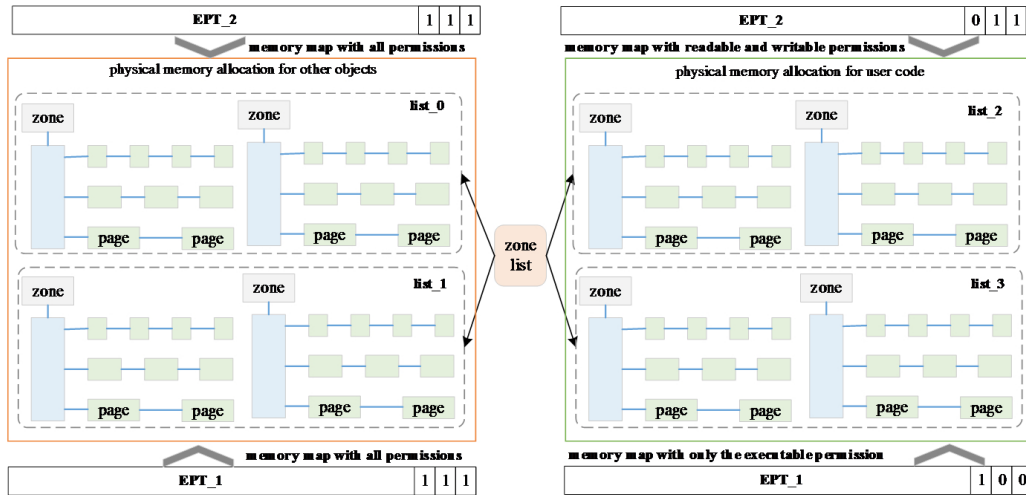 EPT_2 1 1 1
memory map with all permissions
physical memory allocation for other objects
list_0
zone
zone
page
page
page
page
list_1
zone
zone
page
page
page
page
memory map with all permissions
EPT_1 1 1 1
zone
list
EPT_2 0 1 1
memory map with readable and writable permissions
physical memory allocation for user code
list_2
zone
zone
page
page
page
page
list_3
zone
zone
page
page
page
page
memory map with only the executable permission
EPT_1 1 0 0